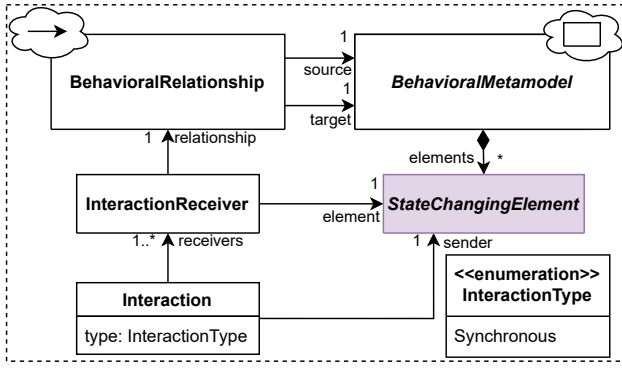 1
source
BehavioralRelationship
BehavioralMetamodel
1
target
1
relationship
elements
*
InteractionReceiver
1
element
StateChangingElement
1..*
receivers
1
sender
Interaction
type: InteractionType
<<enumeration>>
InteractionType
Synchronous